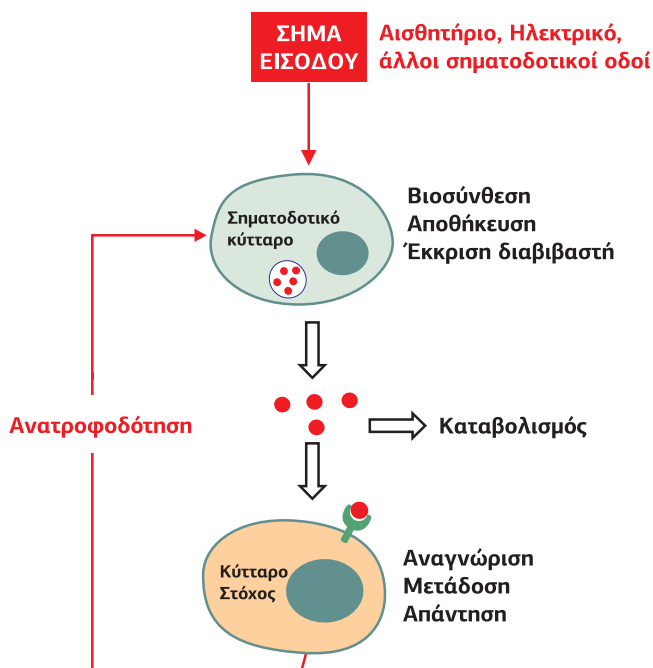 ΣΗΜΑ
ΕΙΣΟΔΟΥ
Αισθητήριο, Ηλεκτρικό,
άλλοι σηματοδοτικοί οδοί
Σηματοδοτικό
κύτταρο
Βιοσύνθεση
Αποθήκευση
Έκκριση διαβιβαστή
Ανατροφοδότηση
Καταβολισμός
Κύτταρο
Στόχος
Αναγνώριση
Μετάδοση
Απάντηση